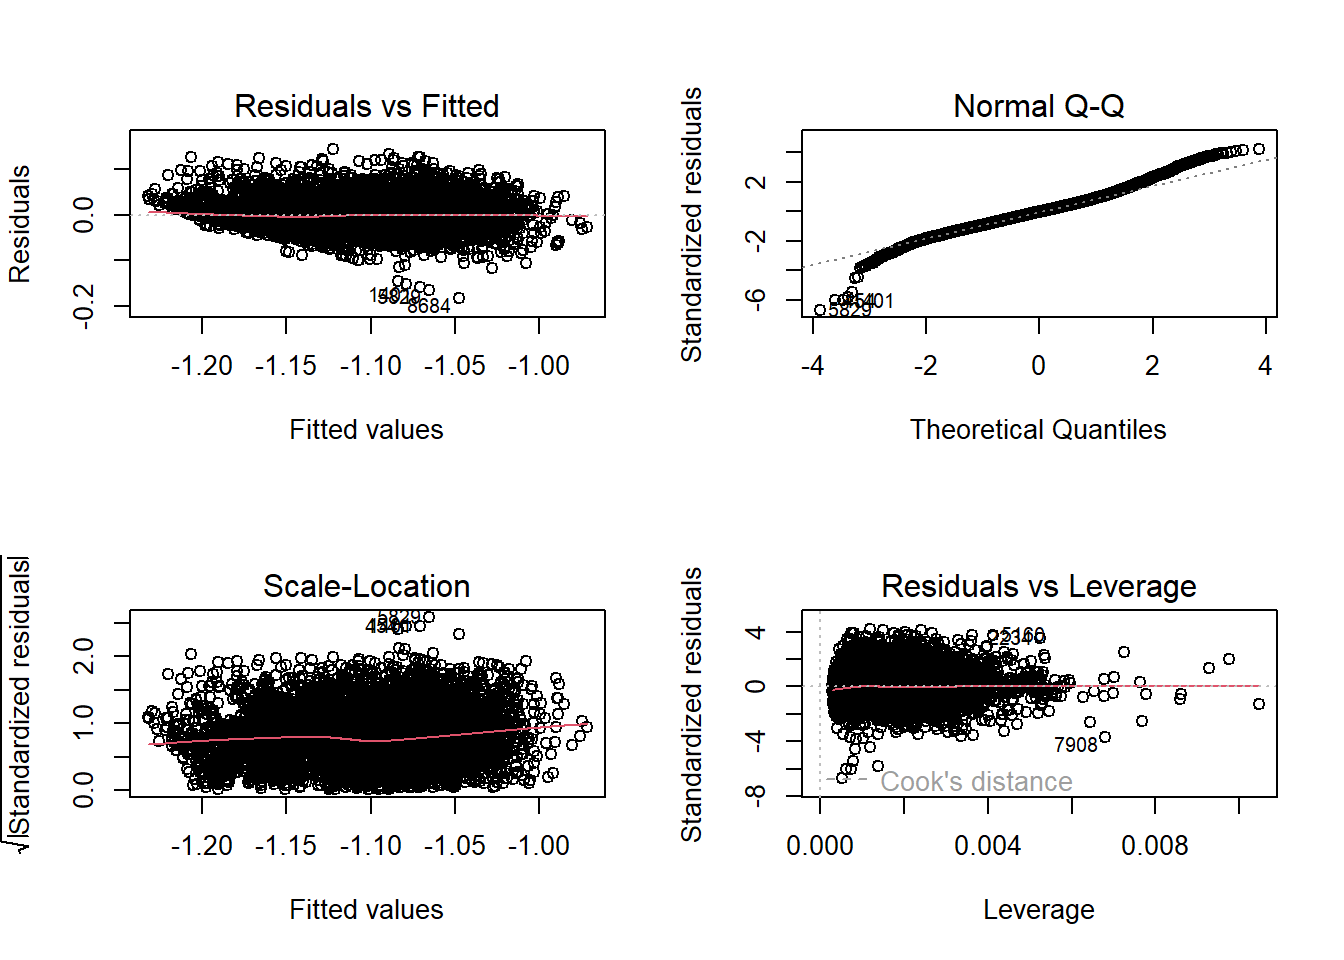 Residuals vs Fitted
Residuals
0.0
-0.2
5829
8684
-1.20 -1.15 -1.10 -1.05 -1.00
Fitted values
Normal Q-Q
Standardized residuals
2
-2
-6
5401
5829
-4 -2 0 2 4
Theoretical Quantiles
Scale-Location
√|Standardized residuals|
2.0
1.0
0.0
5829
-1.20 -1.15 -1.10 -1.05 -1.00
Fitted values
Residuals vs Leverage
Standardized residuals
4
0
-4
-8
5160
2234
7908
Cook's distance
0.000 0.004 0.008
Leverage